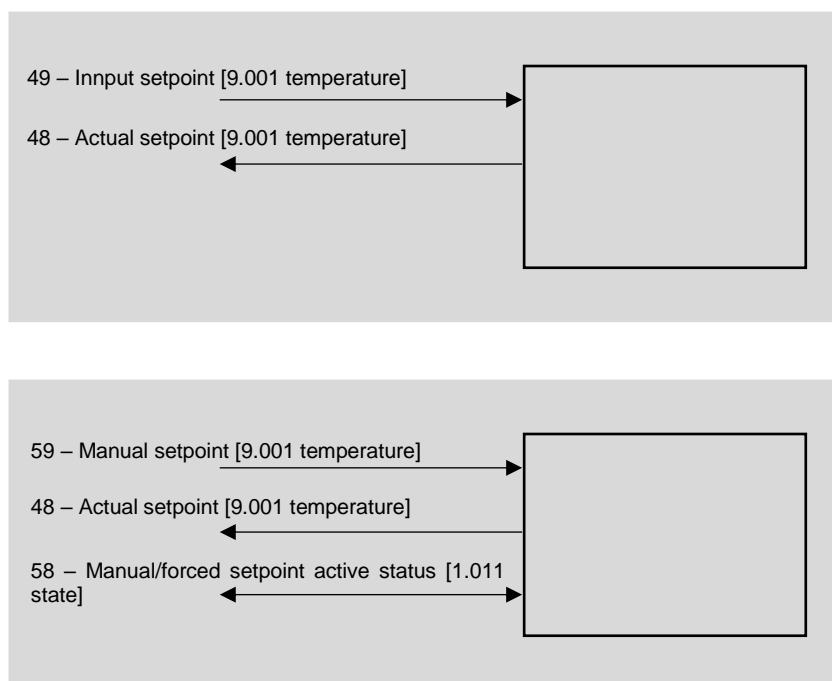 49 – Innput setpoint [9.001 temperature]
48 – Actual setpoint [9.001 temperature]
59 – Manual setpoint [9.001 temperature]
48 – Actual setpoint [9.001 temperature]
58 – Manual/forced setpoint active status [1.011
state]